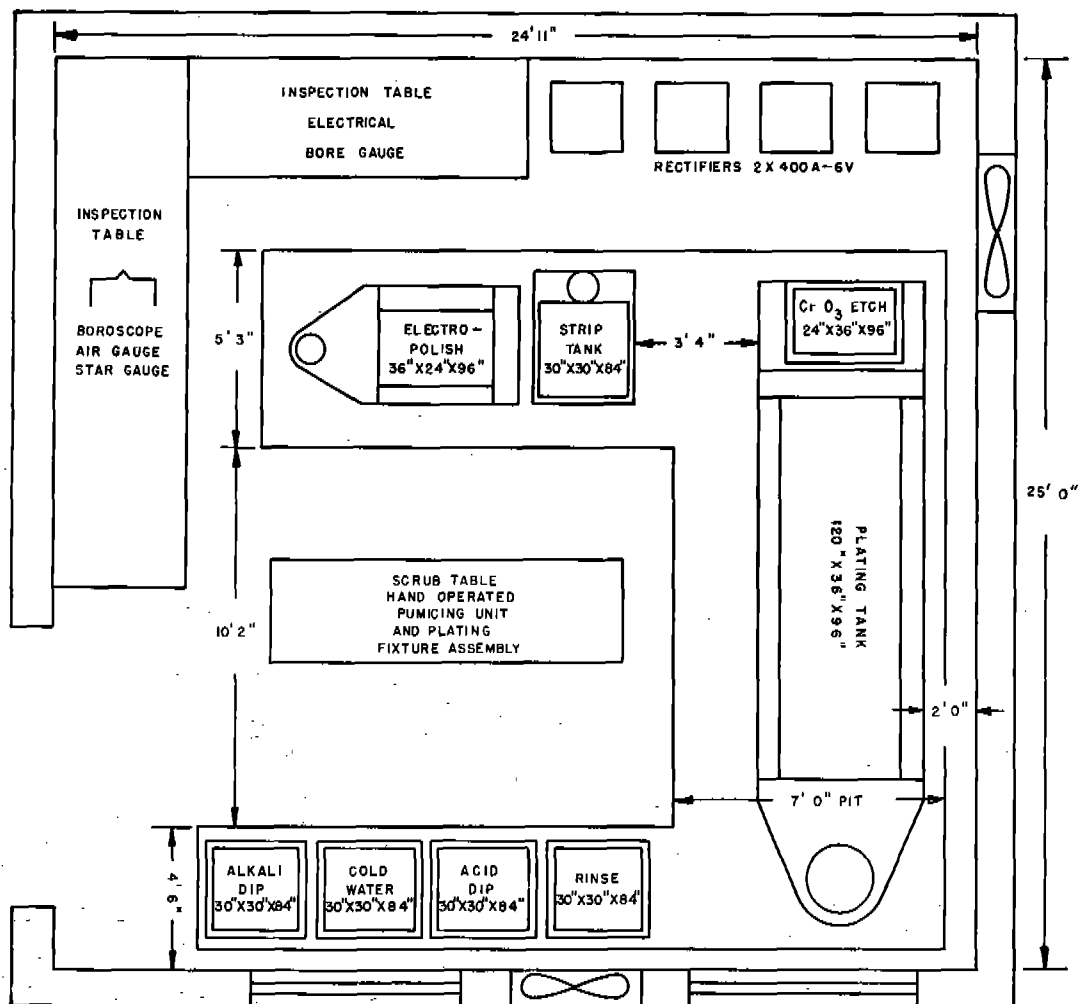 24'11"
INSPECTION TABLE
ELECTRICAL
BORE GAUGE
RECTIFIERS 2 X 400 A-6V
INSPECTION
TABLE
BOROSCOPE
AIR GAUGE
STAR GAUGE
5' 3"
ELECTRO-
POLISH
36"X24"X96"
STRIP
TANK
30"X30"X84"
3' 4"
Cr O3 ETCH
24"X36"X96"
25' 0"
PLATING TANK
120" X 36" X 96"
SCRUB TABLE
HAND OPERATED
PUMICING UNIT
AND PLATING
FIXTURE ASSEMBLY
10' 2"
2' 0"
7' 0" PIT
4' 6"
ALKALI
DIP
30"X30"X84"
COLD
WATER
30"X30"X84"
ACID
DIP
30"X30"X84"
RINSE
30"X30"X84"